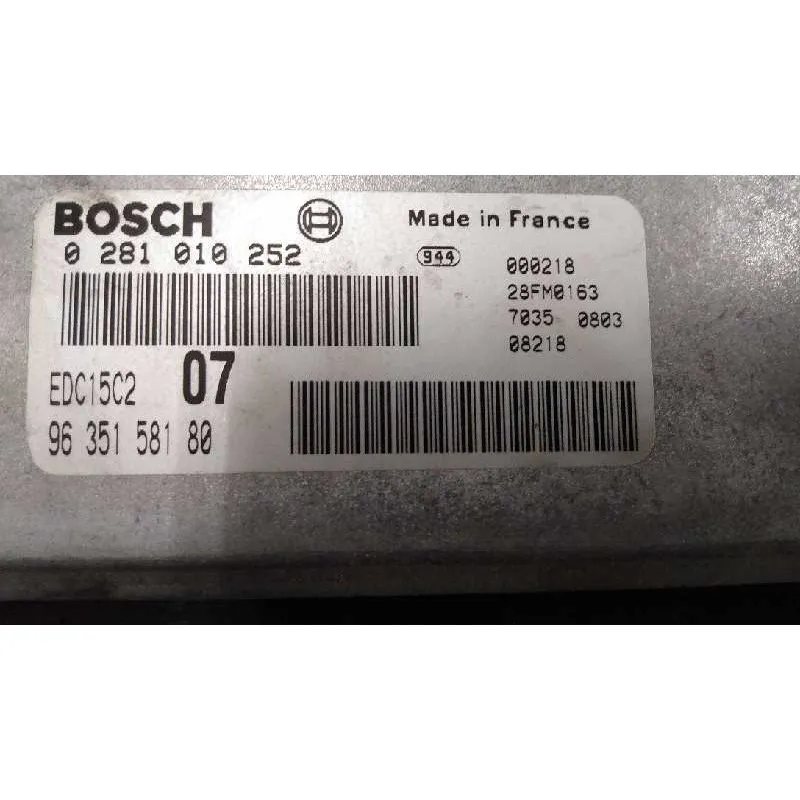 BOSCH
Made in France
0 281 010 252
944
000218
28FM0163
7035 0803
08218
EDC15C2 07
96 351 581 80